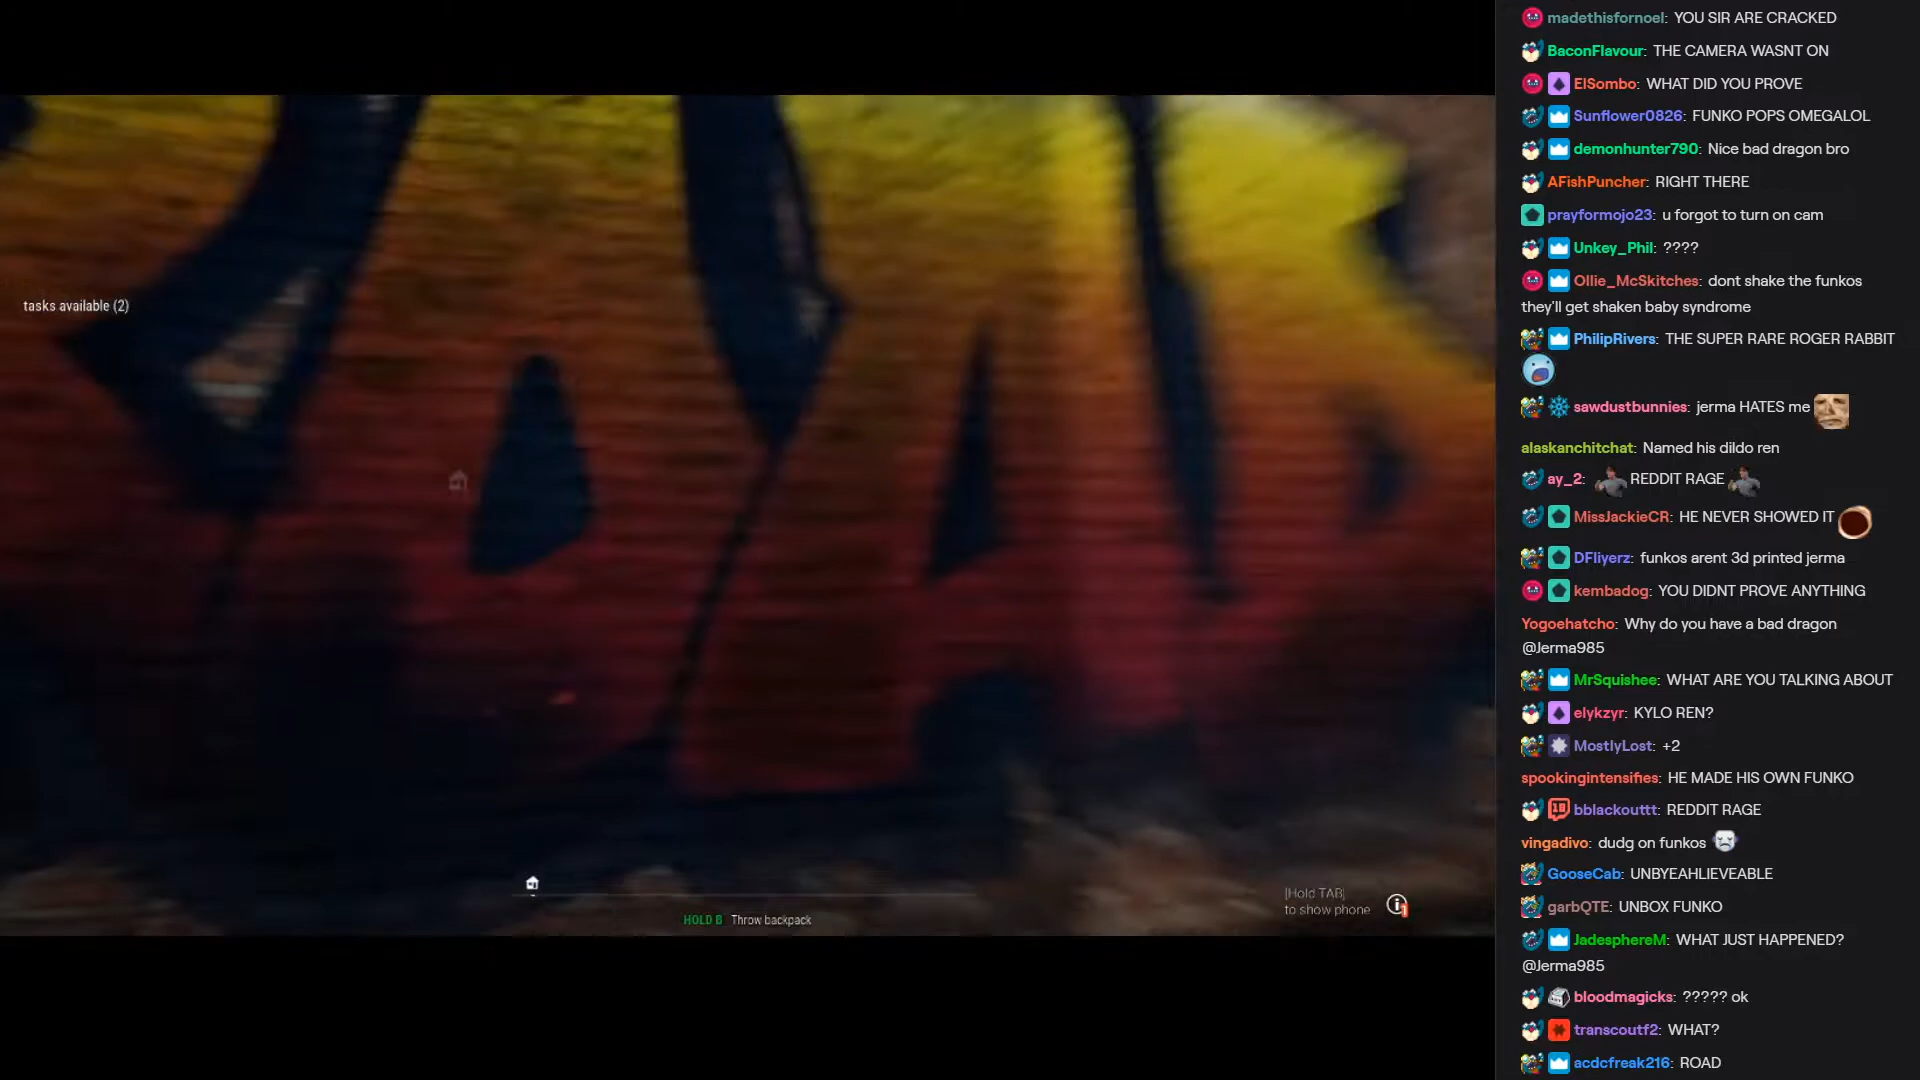 tasks available (2)
[Hold TAB]
to show phone
HOLD B Throw backpack
madethisfornoel: YOU SIR ARE CRACKED
BaconFlavour: THE CAMERA WASNT ON
ElSombo: WHAT DID YOU PROVE
Sunflower0826: FUNKO POPS OMEGALOL
demonhunter790: Nice bad dragon bro
AFishPuncher: RIGHT THERE
prayformojo23: u forgot to turn on cam
Unkey_Phil: ????
Ollie_McSkitches: dont shake the funkos
they'll get shaken baby syndrome
PhilipRivers: THE SUPER RARE ROGER RABBIT
sawdustbunnies: jerma HATES me
alaskanchitchat: Named his dildo ren
ay_2: REDDIT RAGE
MissJackieCR: HE NEVER SHOWED IT
DFliyerz: funkos arent 3d printed jerma
kembadog: YOU DIDNT PROVE ANYTHING
Yogoehatcho: Why do you have a bad dragon
@Jerma985
MrSquishee: WHAT ARE YOU TALKING ABOUT
elykzyr: KYLO REN?
MostlyLost: +2
spookingintensifies: HE MADE HIS OWN FUNKO
bblackouttt: REDDIT RAGE
vingadivo: dudg on funkos
GooseCab: UNBYEAHLIEVEABLE
garbQTE: UNBOX FUNKO
JadesphereM: WHAT JUST HAPPENED?
@Jerma985
bloodmagicks: ????? ok
transcoutf2: WHAT?
acdcfreak216: ROAD